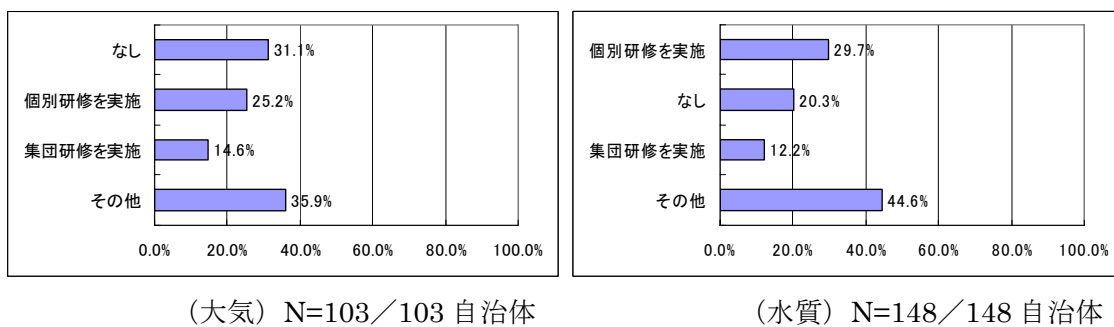 なし
31.1%
個別研修を実施
25.2%
集団研修を実施
14.6%
その他
35.9%
0.0% 20.0% 40.0% 60.0% 80.0% 100.0%
(大気) N=103/103 自治体
個別研修を実施
29.7%
なし
20.3%
集団研修を実施
12.2%
その他
44.6%
0.0% 20.0% 40.0% 60.0% 80.0% 100.0%
(水質) N=148/148 自治体